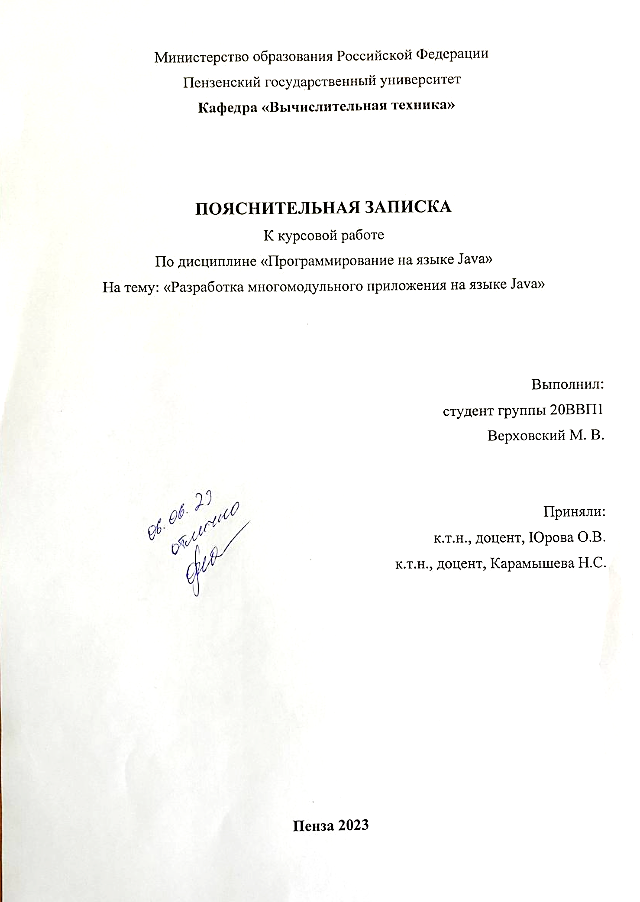 Министерство образования Российской Федерации
Пензенский государственный университет
Кафедра «Вычислительная техника»
ПОЯСНИТЕЛЬНАЯ ЗАПИСКА
К курсовой работе
По дисциплине «Программирование на языке Java»
На тему: «Разработка многомодульного приложения на языке Java»
Выполнил:
студент группы 20ВВП1
Верховский М. В.
06.06.23
отлично
Приняли:
к.т.н., доцент, Юрова О.В.
к.т.н., доцент, Карамышева Н.С.
Пенза 2023